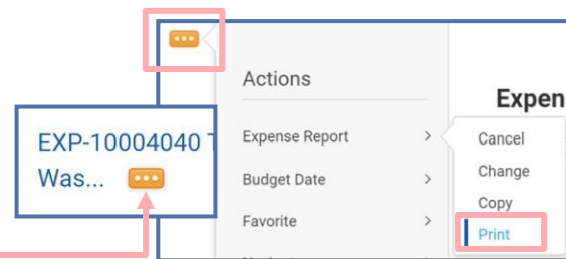 Actions
Expen
EXP-10004040
Was...
Expense Report
Budget Date
Favorite
Cancel
Change
Copy
Print